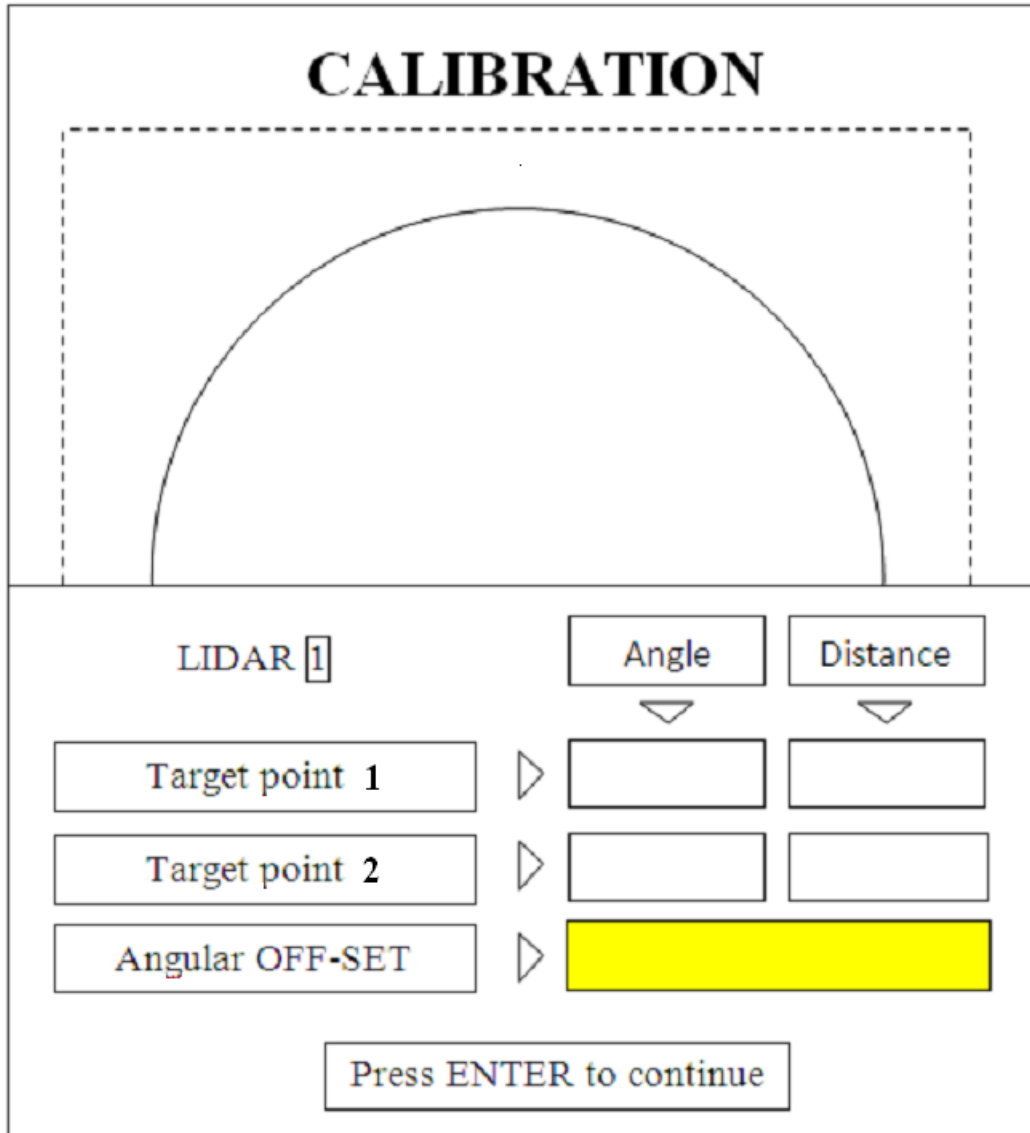 CALIBRATION
LIDAR 1
Angle
Distance
Target point 1
Target point 2
Angular OFF-SET
Press ENTER to continue